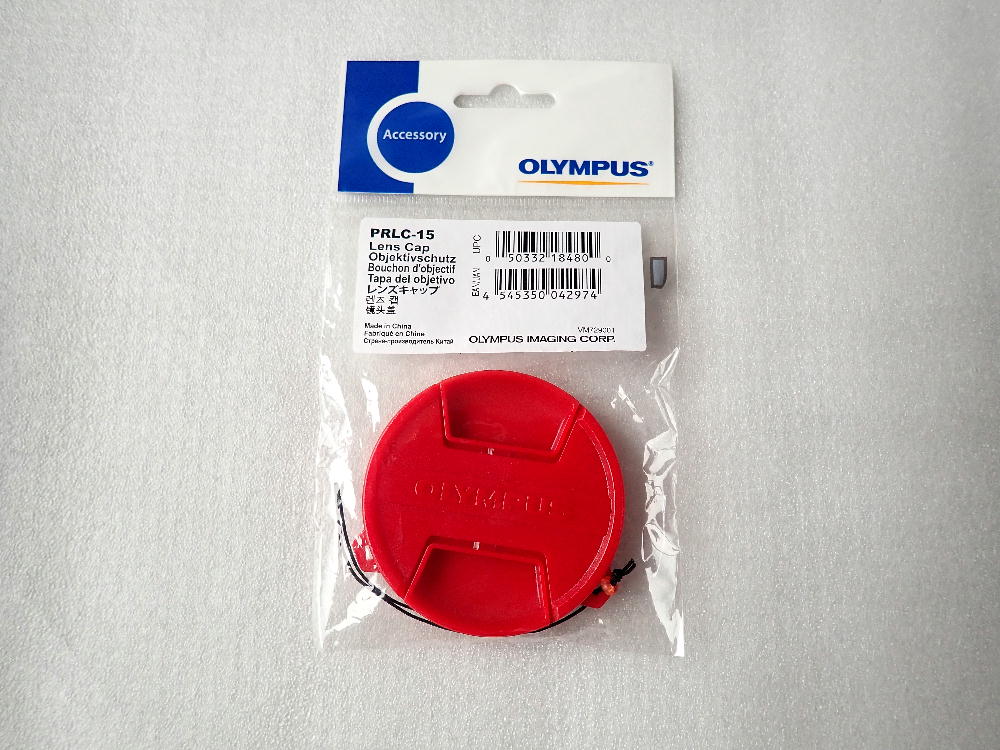 Accessory
OLYMPUS®
PRLC-15
Lens Cap
Objektivschutz
Bouchon d'objectif
Tapa del objetivo
レンズキャップ
렌즈 캡
镜头盖
UPC
0 50332 18480 0
EAN/JAN
4 545350 042974
Made in China
Fabriqué en Chine
Страна-производитель Китай
VM729001
OLYMPUS IMAGING CORP.
OLYMPUS